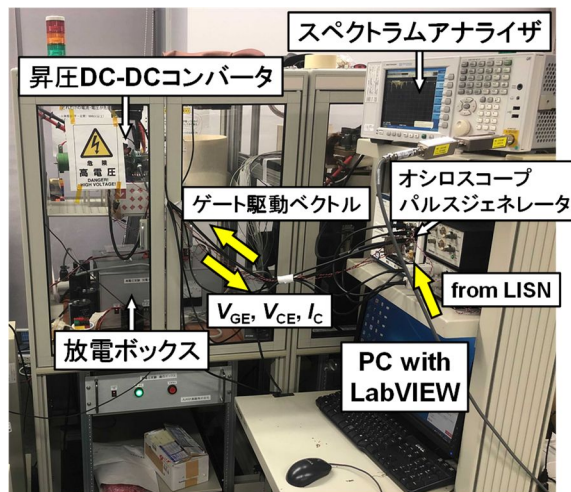 スペクトラムアナライザ
昇圧DC-DCコンバータ
危険
高電圧
DANGER!
HIGH VOLTAGE!
オシロスコープ
パルスジェネレータ
ゲート駆動ベクトル
from LISN
VGE, VCE, IC
放電ボックス
PC with
LabVIEW